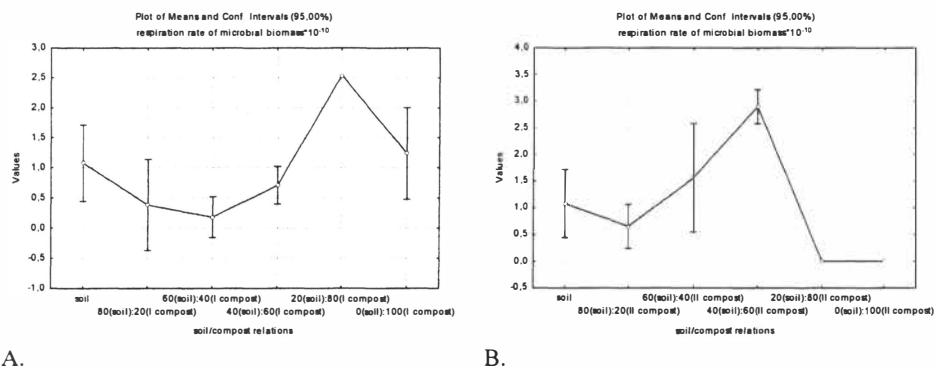 Plot of Means and Conf Intervals (95,00%)
respiration rate of microbial biomass*10⁻¹⁰
3,0
2,5
2,0
1,5
1,0
0,5
0,0
-0,5
-1,0
Values
soil
60(soil):40(I compost)
20(soil):80(I compost)
80(soil):20(I compost)
40(soil):60(I compost)
0(soil):100(I compost)
soil/compost relations
A.
Plot of Means and Conf Intervals (95,00%)
respiration rate of microbial biomass*10⁻¹⁰
4,0
3,5
3,0
2,5
2,0
1,5
1,0
0,5
0,0
-0,5
Values
soil
60(soil):40(II compost)
20(soil):80(II compost)
80(soil):20(II compost)
40(soil):60(II compost)
0(soil):100(II compost)
soil/compost relations
B.